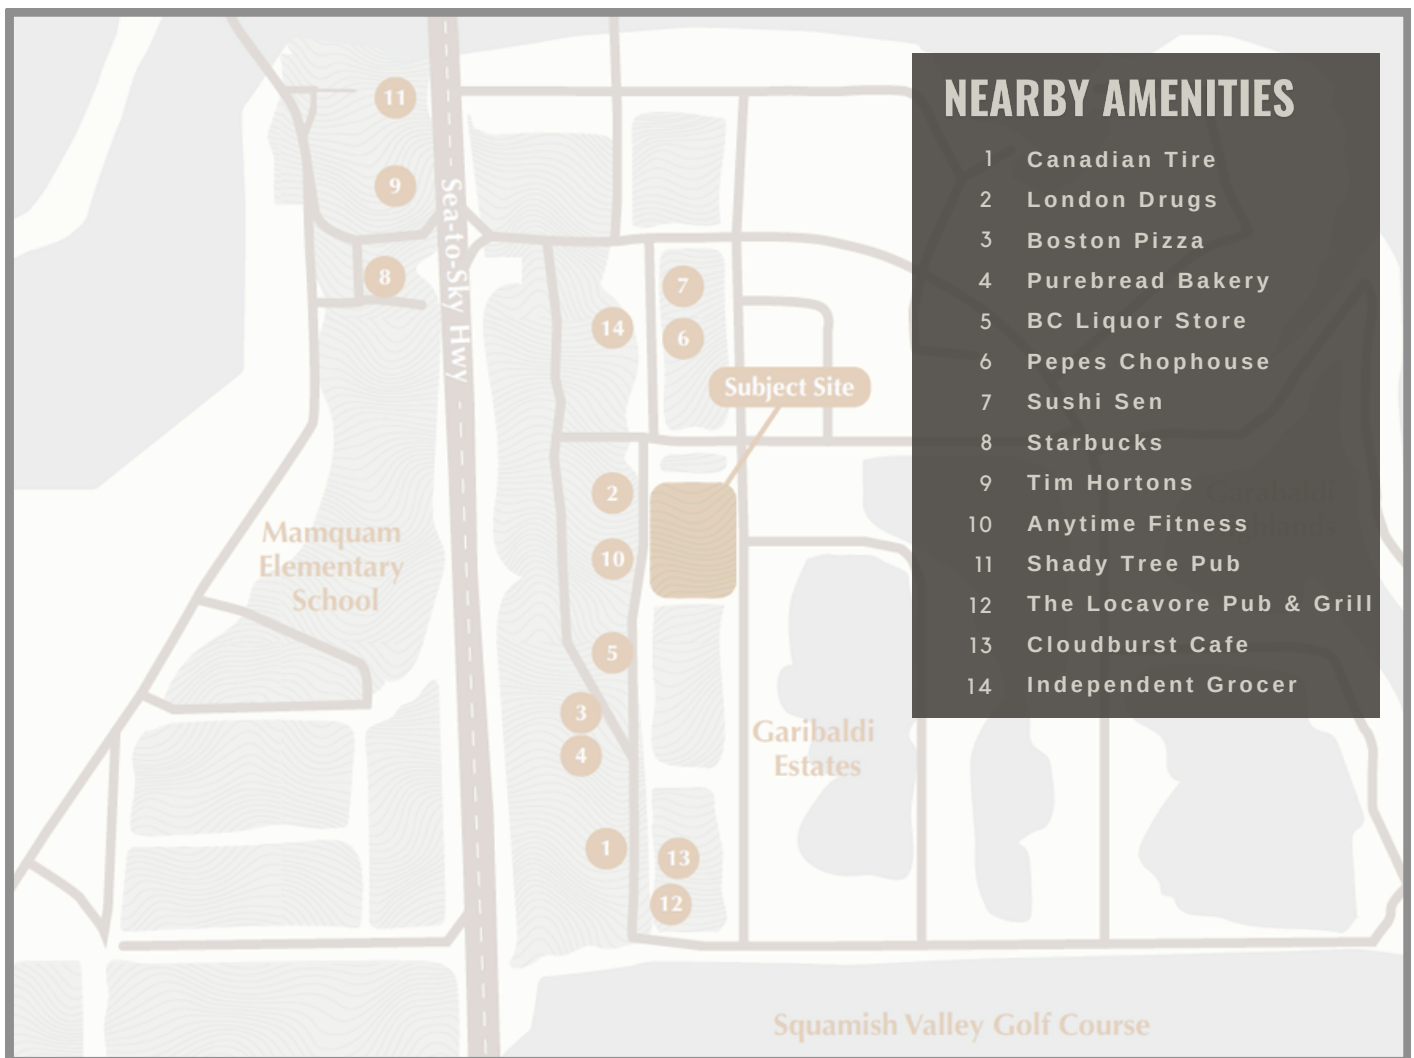 NEARBY AMENITIES
1 Canadian Tire
2 London Drugs
3 Boston Pizza
4 Purebread Bakery
5 BC Liquor Store
6 Pepes Chophouse
7 Sushi Sen
8 Starbucks
9 Tim Hortons
10 Anytime Fitness
11 Shady Tree Pub
12 The Locavore Pub & Grill
13 Cloudburst Cafe
14 Independent Grocer
11
9
Sea-to-Sky Hwy
8
7
14
6
Subject Site
2
Mamquam
Elementary
School
10
5
3
4
Garibaldi
Estates
1
13
12
Squamish Valley Golf Course